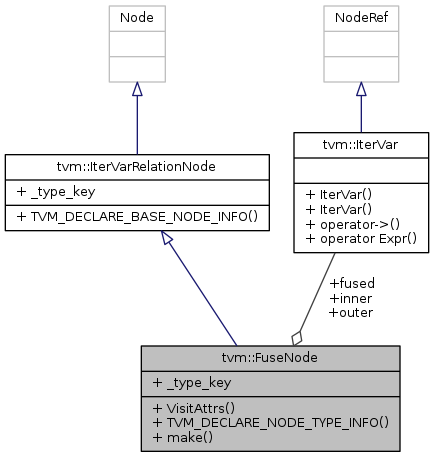 Node
NodeRef
tvm::IterVarRelationNode
+ _type_key
+ TVM_DECLARE_BASE_NODE_INFO()
tvm::IterVar
+ IterVar()
+ IterVar()
+ operator->()
+ operator Expr()
+fused
+inner
+outer
tvm::FuseNode
+ _type_key
+ VisitAttrs()
+ TVM_DECLARE_NODE_TYPE_INFO()
+ make()